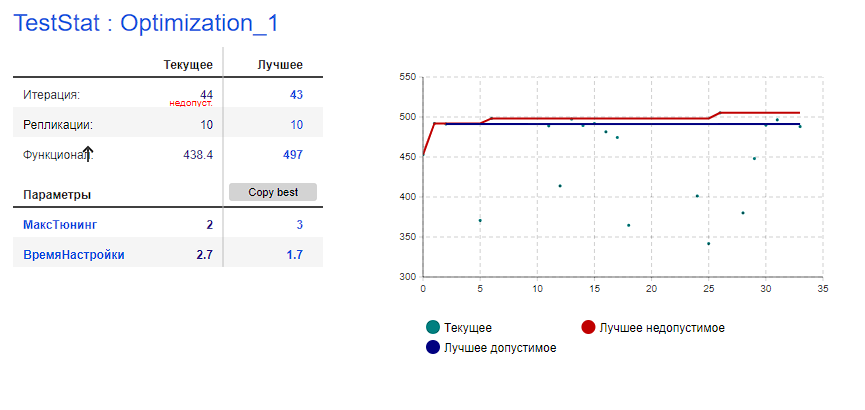 TestStat : Optimization_1
Текущее Лучшее
Итерация: 44 43
недопуст.
Репликации: 10 10
Функционал: 438.4 497
Параметры Copy best
МаксТюнинг 2 3
ВремяНастройки 2.7 1.7
550
500
450
400
350
300
0 5 10 15 20 25 30 35
Текущее Лучшее недопустимое
Лучшее допустимое